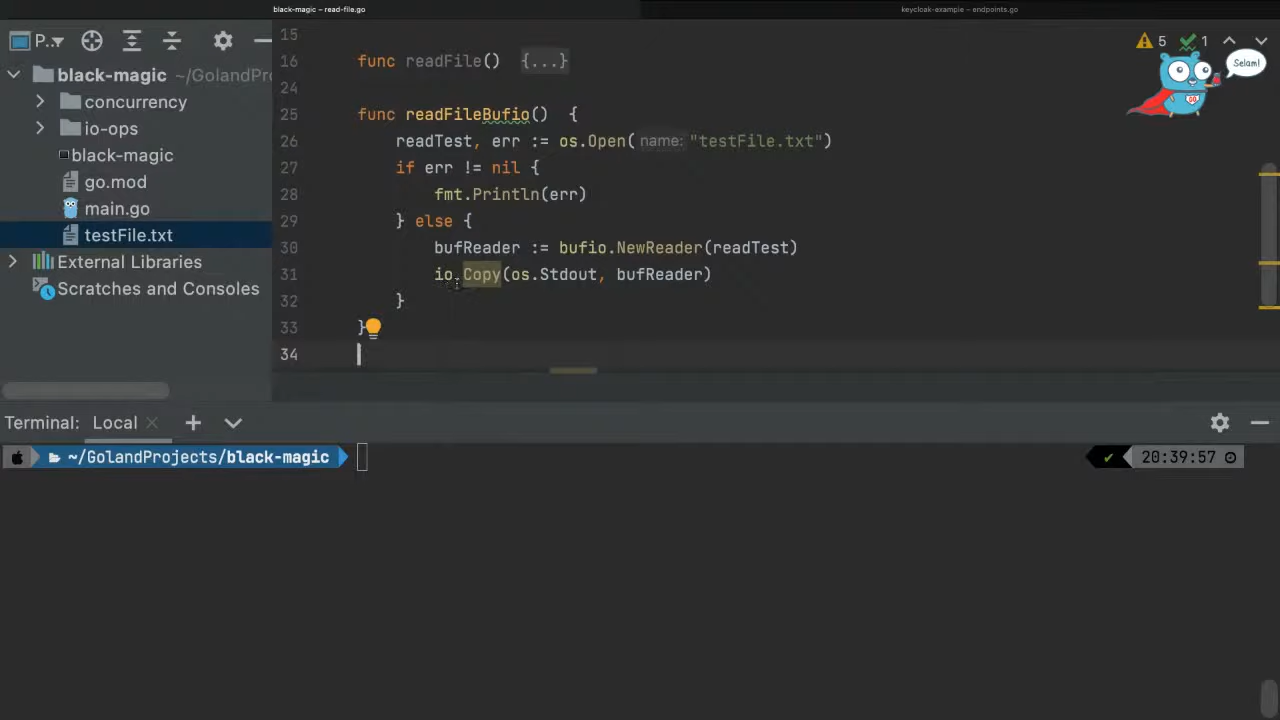 black-magic – read-file.go
keycloak-example – endpoints.go
P..
black-magic ~/GolandPro
concurrency
io-ops
black-magic
go.mod
main.go
testFile.txt
External Libraries
Scratches and Consoles
15
16 func readFile() {...}
24
25 func readFileBufio() {
26 readTest, err := os.Open( name: "testFile.txt")
27 if err != nil {
28 fmt.Println(err)
29 } else {
30 bufReader := bufio.NewReader(readTest)
31 io.Copy(os.Stdout, bufReader)
32 }
33 }
34
5 1
Selam!
GO
Terminal: Local
~/GolandProjects/black-magic
20:39:57